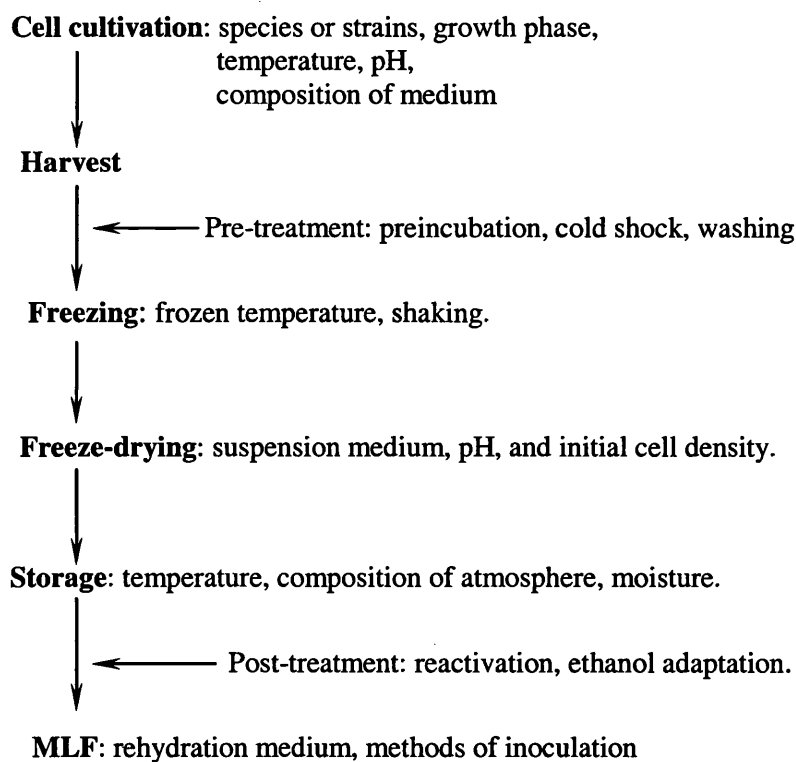 Cell cultivation: species or strains, growth phase,
temperature, pH,
composition of medium
Harvest
Pre-treatment: preincubation, cold shock, washing
Freezing: frozen temperature, shaking.
Freeze-drying: suspension medium, pH, and initial cell density.
Storage: temperature, composition of atmosphere, moisture.
Post-treatment: reactivation, ethanol adaptation.
MLF: rehydration medium, methods of inoculation